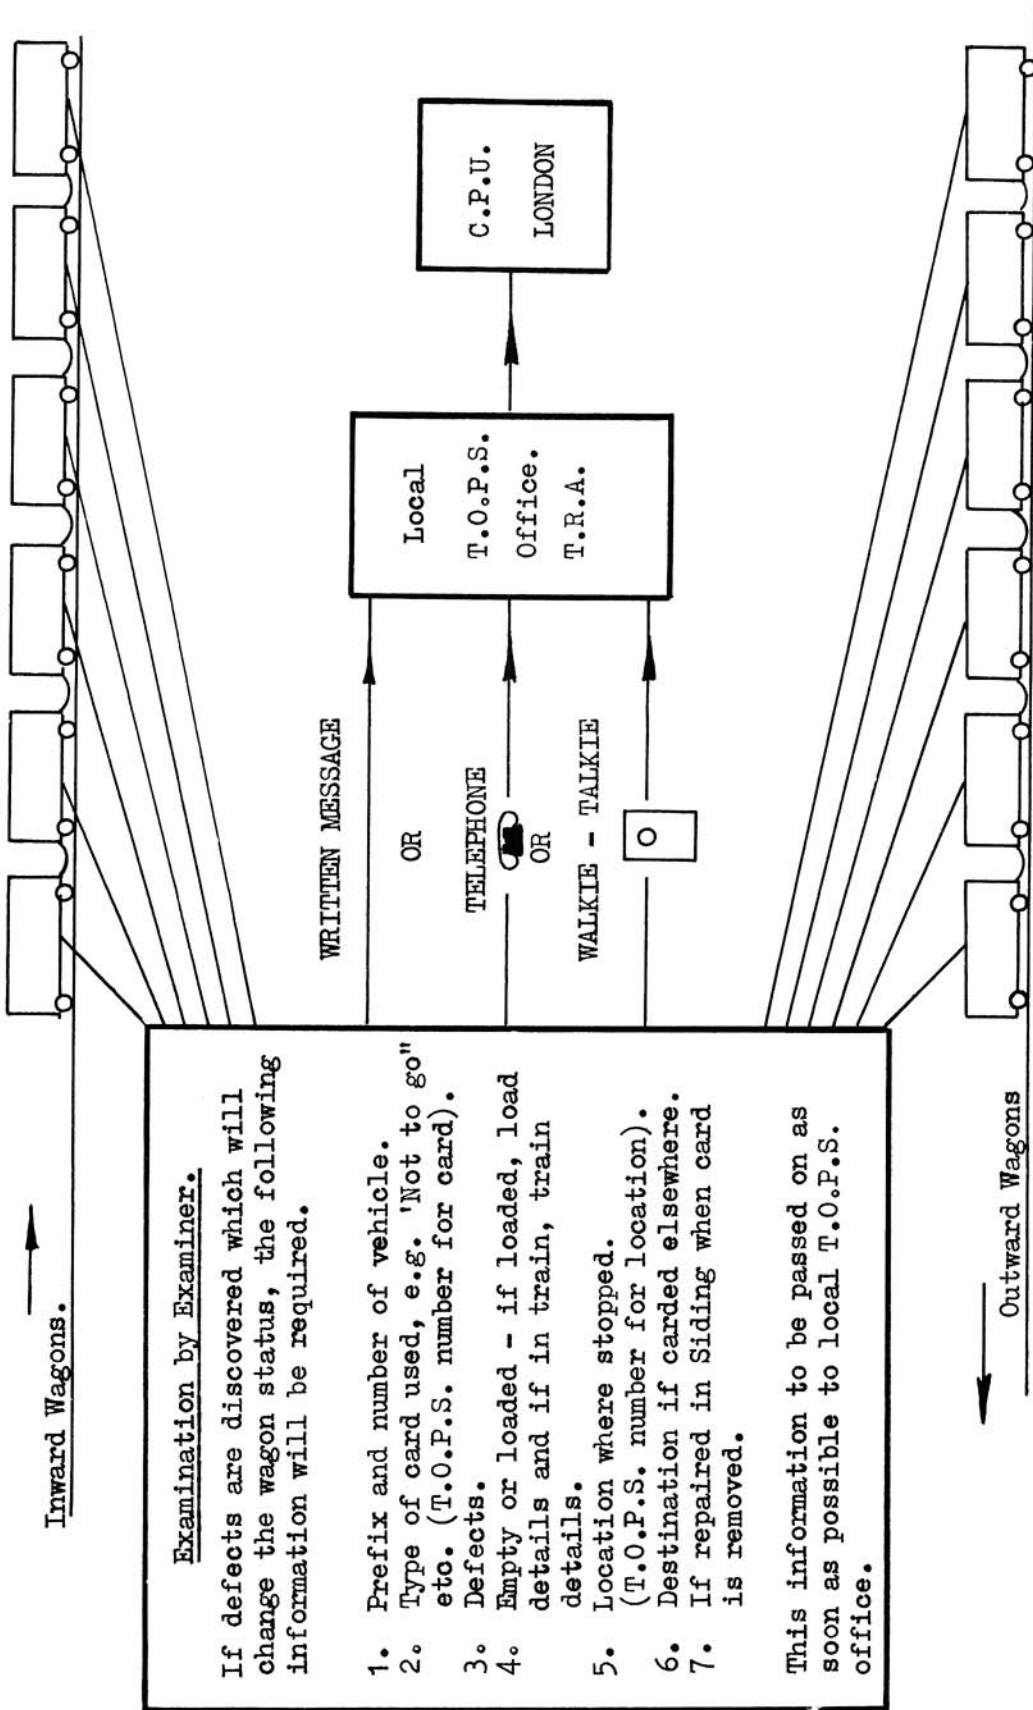 Inward Wagons.
Examination by Examiner.
If defects are discovered which will
change the wagon status, the following
information will be required.
1. Prefix and number of vehicle.
2. Type of card used, e.g. 'Not to go"
etc. (T.O.P.S. number for card).
3. Defects.
4. Empty or loaded - if loaded, load
details and if in train, train
details.
5. Location where stopped.
(T.O.P.S. number for location).
6. Destination if carded elsewhere.
7. If repaired in Siding when card
is removed.
This information to be passed on as
soon as possible to local T.O.P.S.
office.
WRITTEN MESSAGE
OR
TELEPHONE
OR
WALKIE - TALKIE
Local
T.O.P.S.
Office.
T.R.A.
C.P.U.
LONDON
Outward Wagons